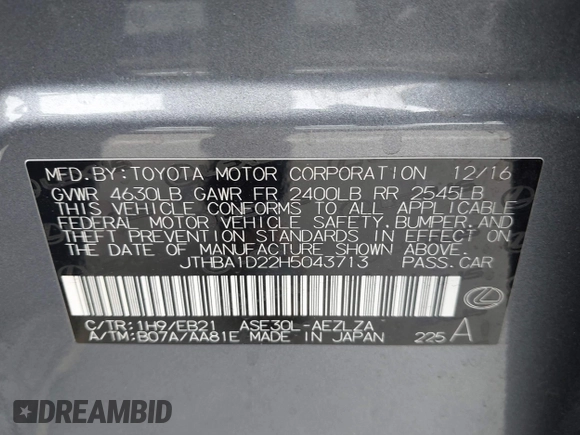 MFD.BY:TOYOTA MOTOR CORPORATION 12/16
GVWR 4630LB GAWR FR 2400LB RR 2545LB
THIS VEHICLE CONFORMS TO ALL APPLICABLE
FEDERAL MOTOR VEHICLE SAFETY,BUMPER,AND
THEFT PREVENTION STANDARDS IN EFFECT ON
THE DATE OF MANUFACTURE SHOWN ABOVE.
JTHBA1D22H5043713 PASS.CAR
C/TR:1H9/EB21 ASE30L-AEZLZA
A/TM:B07A/AA81E MADE IN JAPAN 225 A
DREAMBID